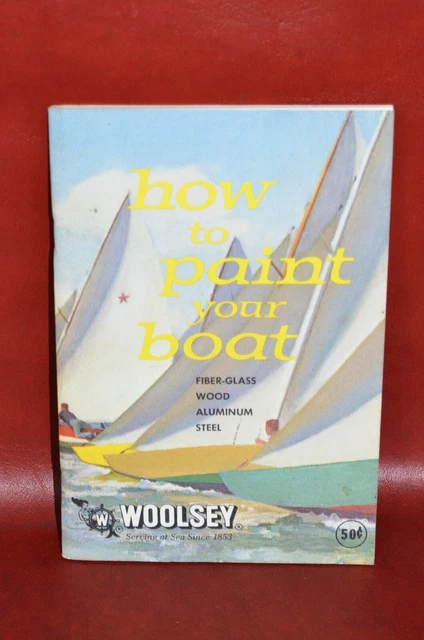 how
to
paint
your
boat
FIBER-GLASS
WOOD
ALUMINUM
STEEL
W WOOLSEY®
Serving at Sea Since 1853
50¢